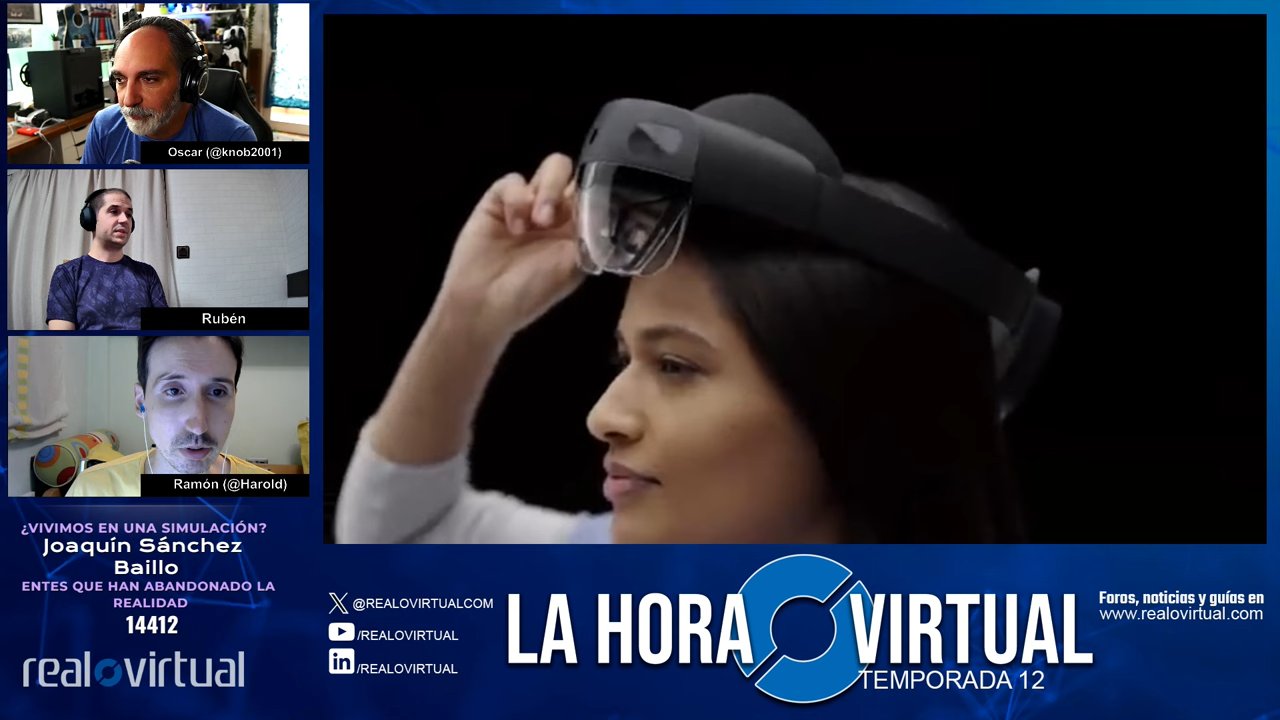 Oscar (@knob2001)
Rubén
Ramón (@Harold)
¿VIVIMOS EN UNA SIMULACIÓN?
Joaquín Sánchez
Baillo
ENTES QUE HAN ABANDONADO LA
REALIDAD
14412
realovirtual
@REALOVIRTUALCOM
/REALOVIRTUAL
/REALOVIRTUAL
LA HORA VIRTUAL
TEMPORADA 12
Foros, noticias y guías en
www.realovirtual.com